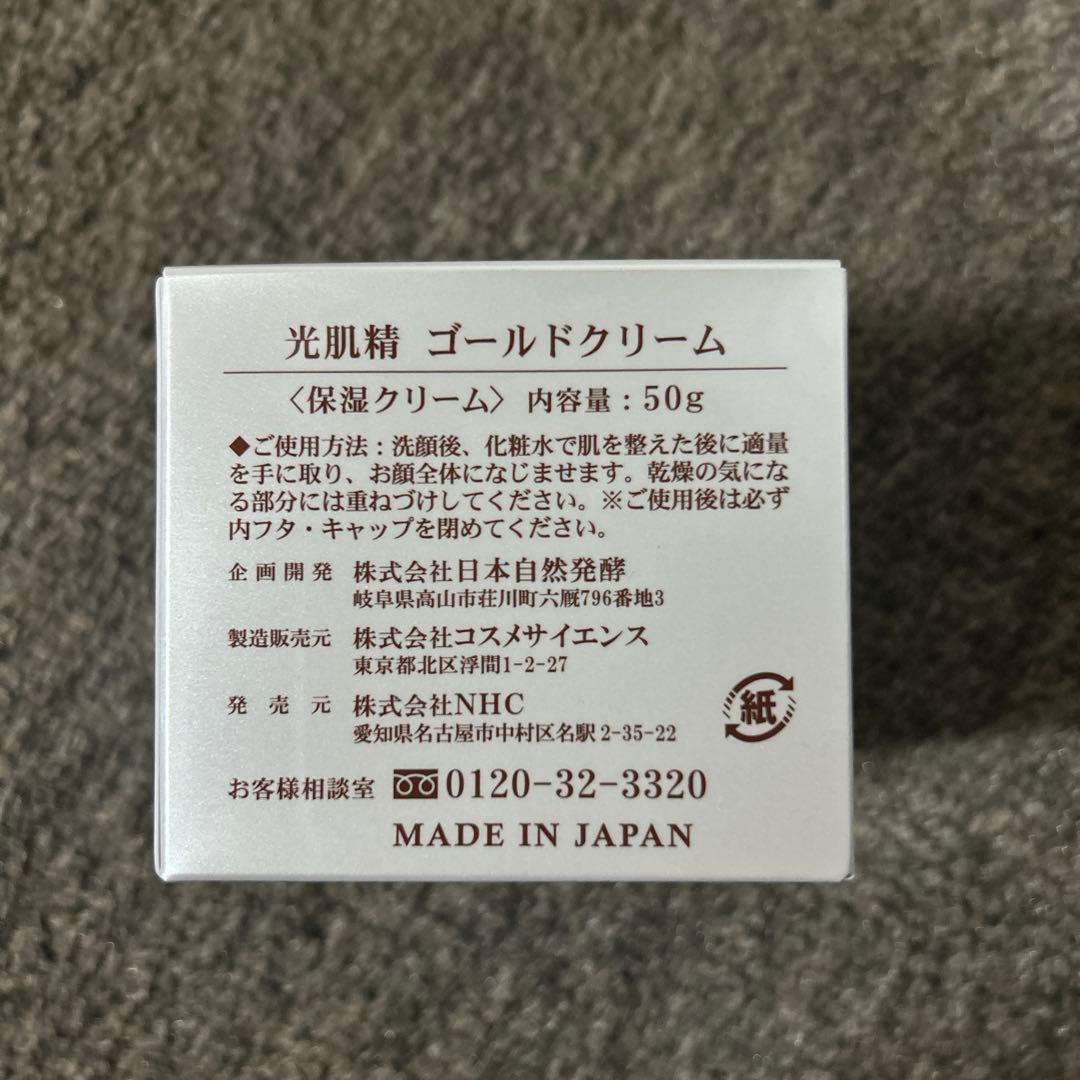 光肌精 ゴールドクリーム
〈保湿クリーム〉内容量：50g
◆ご使用方法：洗顔後、化粧水で肌を整えた後に適量
を手に取り、お顔全体になじませます。乾燥の気にな
る部分には重ねづけしてください。※ご使用後は必ず
内フタ・キャップを閉めてください。
企画開発 株式会社日本自然発酵
岐阜県高山市荘川町六厩796番地3
製造販売元 株式会社コスメサイエンス
東京都北区浮間1-2-27
発売元 株式会社NHC
愛知県名古屋市中村区名駅2-35-22
紙
お客様相談室 0120-32-3320
MADE IN JAPAN